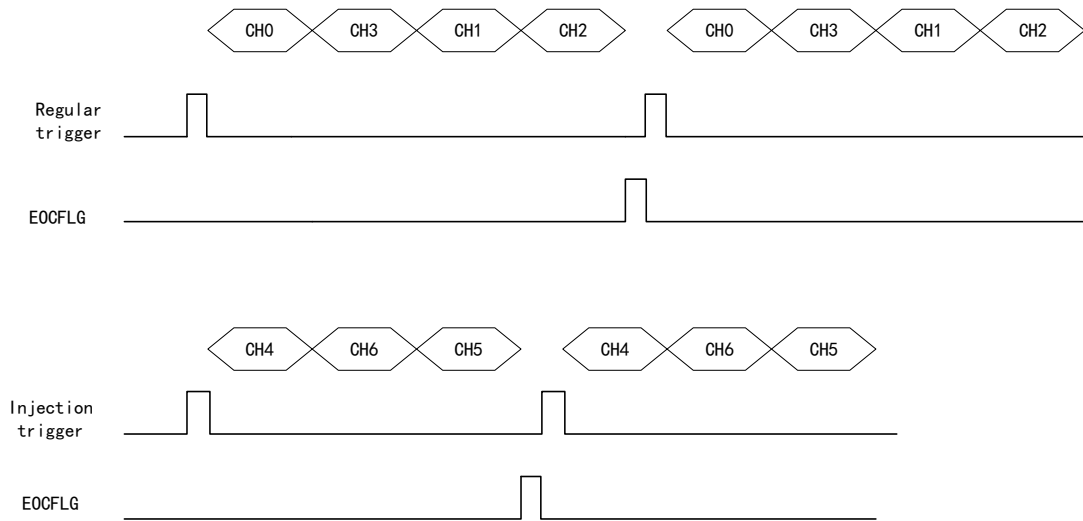 CH0 CH3 CH1 CH2 CH0 CH3 CH1 CH2
Regular
trigger
EOCFLG
CH4 CH6 CH5 CH4 CH6 CH5
Injection
trigger
EOCFLG